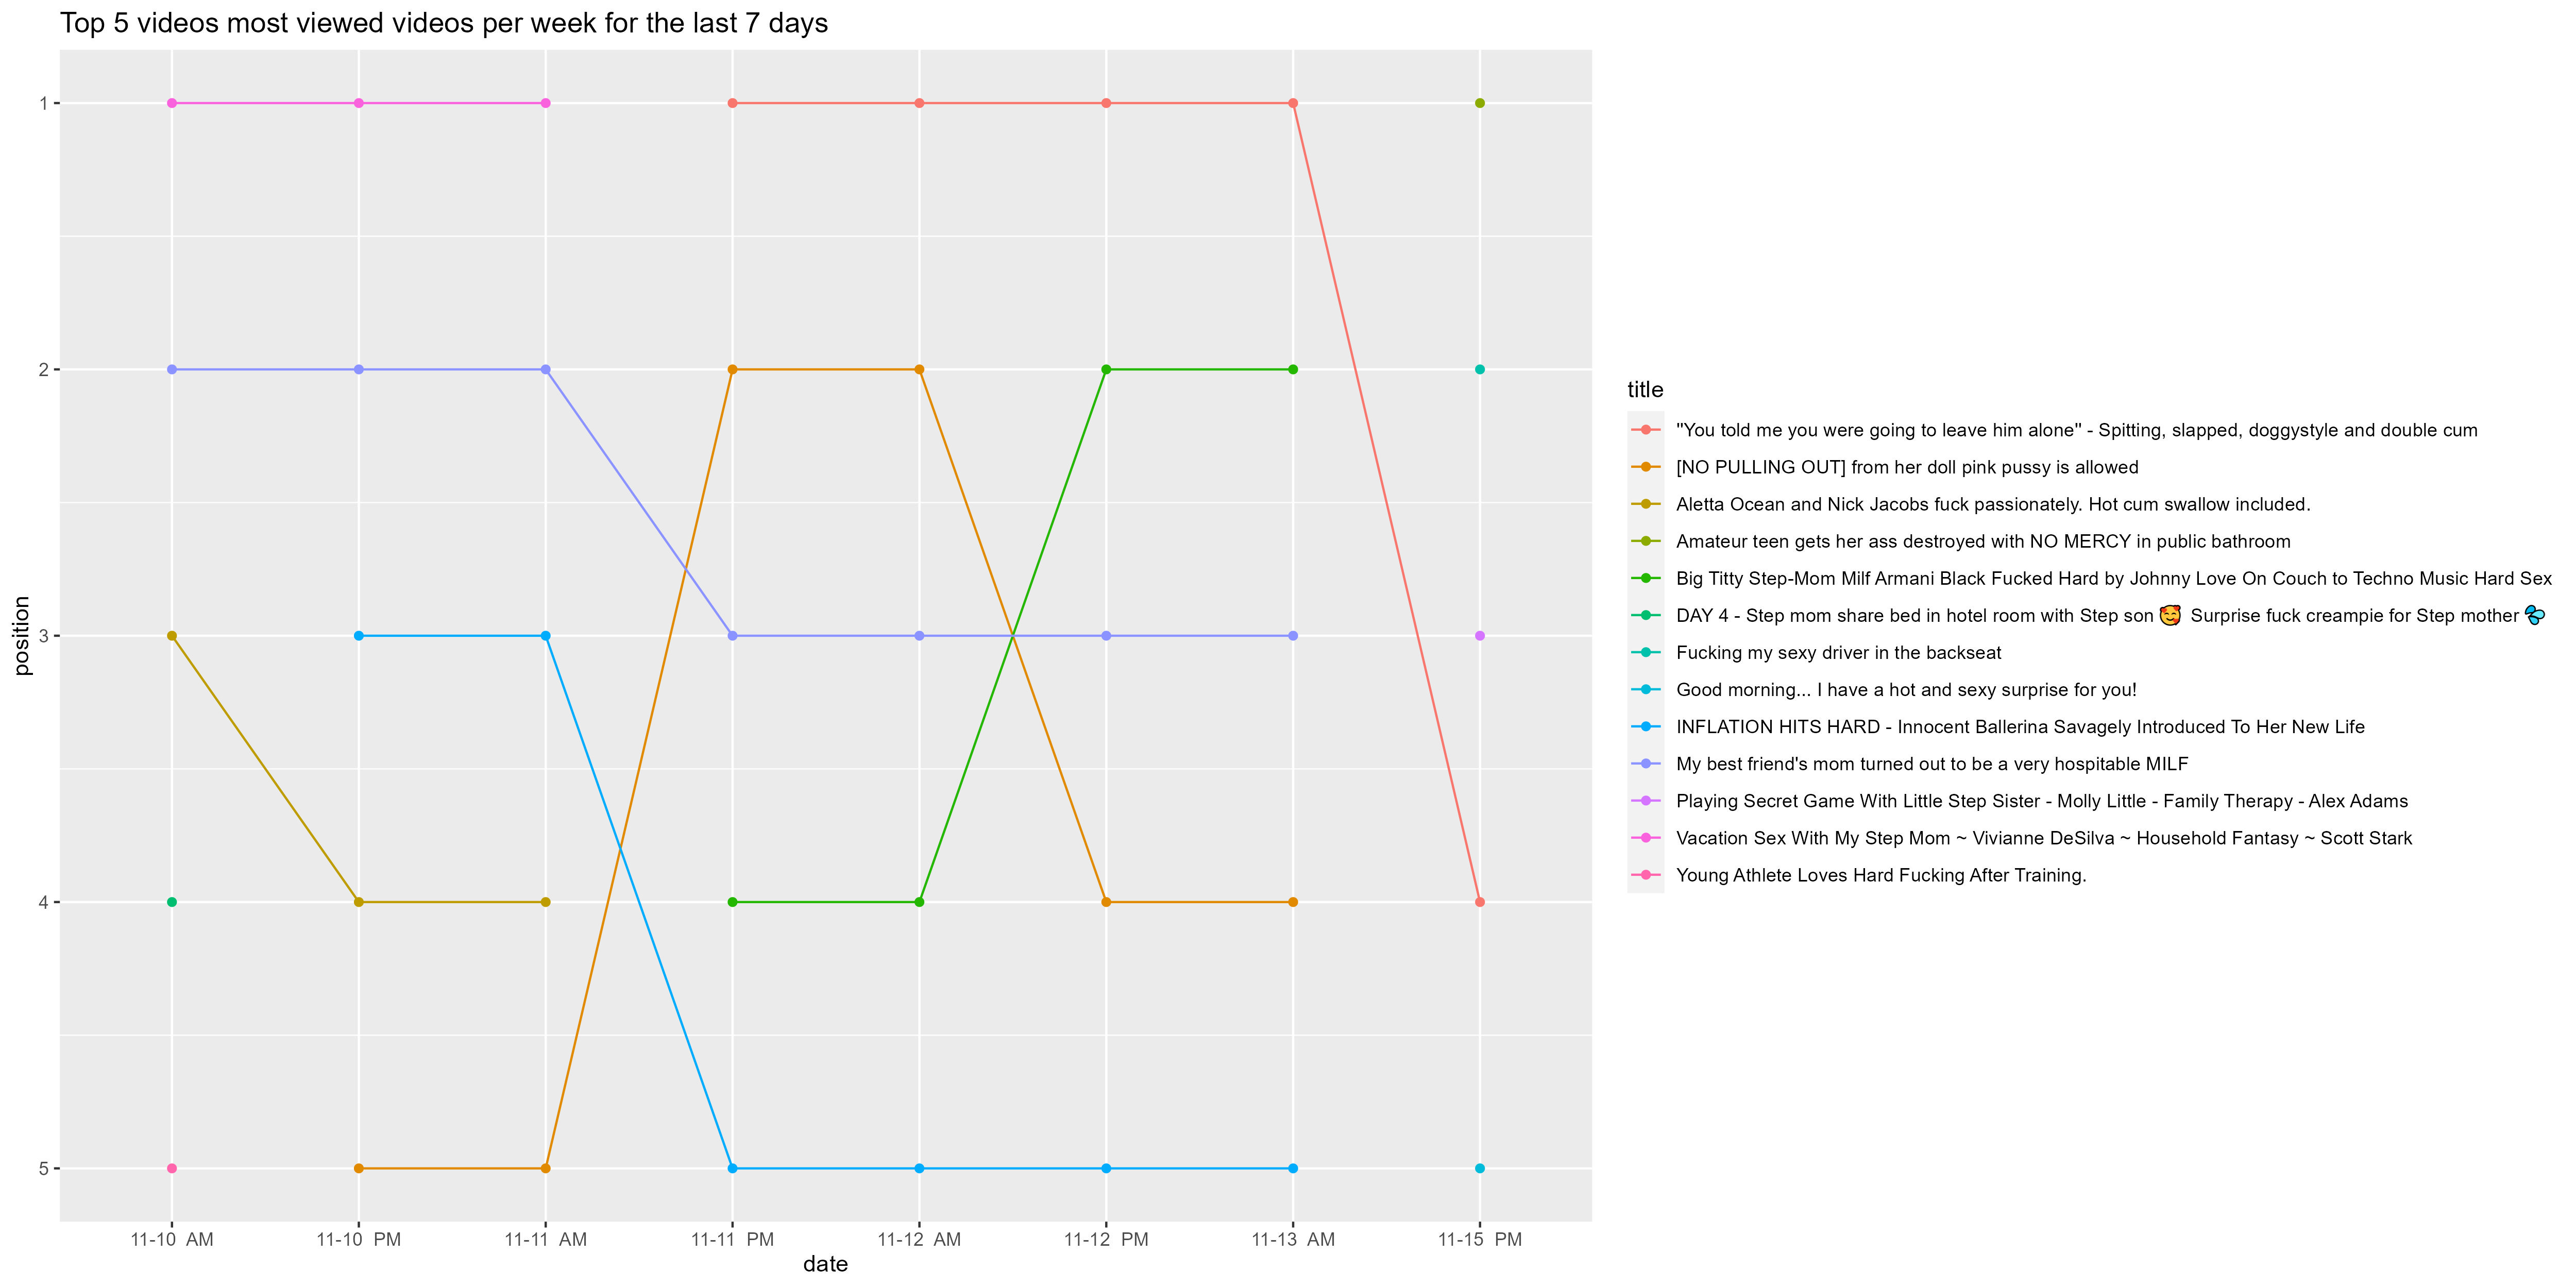 Top 5 videos most viewed videos per week for the last 7 days
position
1
2
3
4
5
11-10 AM
11-10 PM
11-11 AM
11-11 PM
11-12 AM
11-12 PM
11-13 AM
11-15 PM
date
title
"You told me you were going to leave him alone" - Spitting, slapped, doggystyle and double cum
[NO PULLING OUT] from her doll pink pussy is allowed
Aletta Ocean and Nick Jacobs fuck passionately. Hot cum swallow included.
Amateur teen gets her ass destroyed with NO MERCY in public bathroom
Big Titty Step-Mom Milf Armani Black Fucked Hard by Johnny Love On Couch to Techno Music Hard Sex
DAY 4 - Step mom share bed in hotel room with Step son 🥰 Surprise fuck creampie for Step mother 💦
Fucking my sexy driver in the backseat
Good morning... I have a hot and sexy surprise for you!
INFLATION HITS HARD - Innocent Ballerina Savagely Introduced To Her New Life
My best friend's mom turned out to be a very hospitable MILF
Playing Secret Game With Little Step Sister - Molly Little - Family Therapy - Alex Adams
Vacation Sex With My Step Mom ~ Vivianne DeSilva ~ Household Fantasy ~ Scott Stark
Young Athlete Loves Hard Fucking After Training.